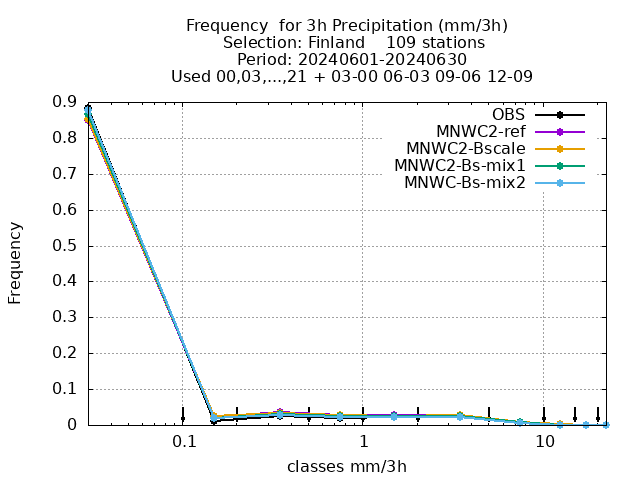 Frequency  for 3h Precipitation (mm/3h)
Selection: Finland    109 stations
Period: 20240601-20240630
Used 00,03,...,21 + 03-00 06-03 09-06 12-09
OBS
MNWC2-ref
MNWC2-Bscale
MNWC2-Bs-mix1
MNWC-Bs-mix2
Frequency
0.9
0.8
0.7
0.6
0.5
0.4
0.3
0.2
0.1
0
0.1
1
10
classes mm/3h